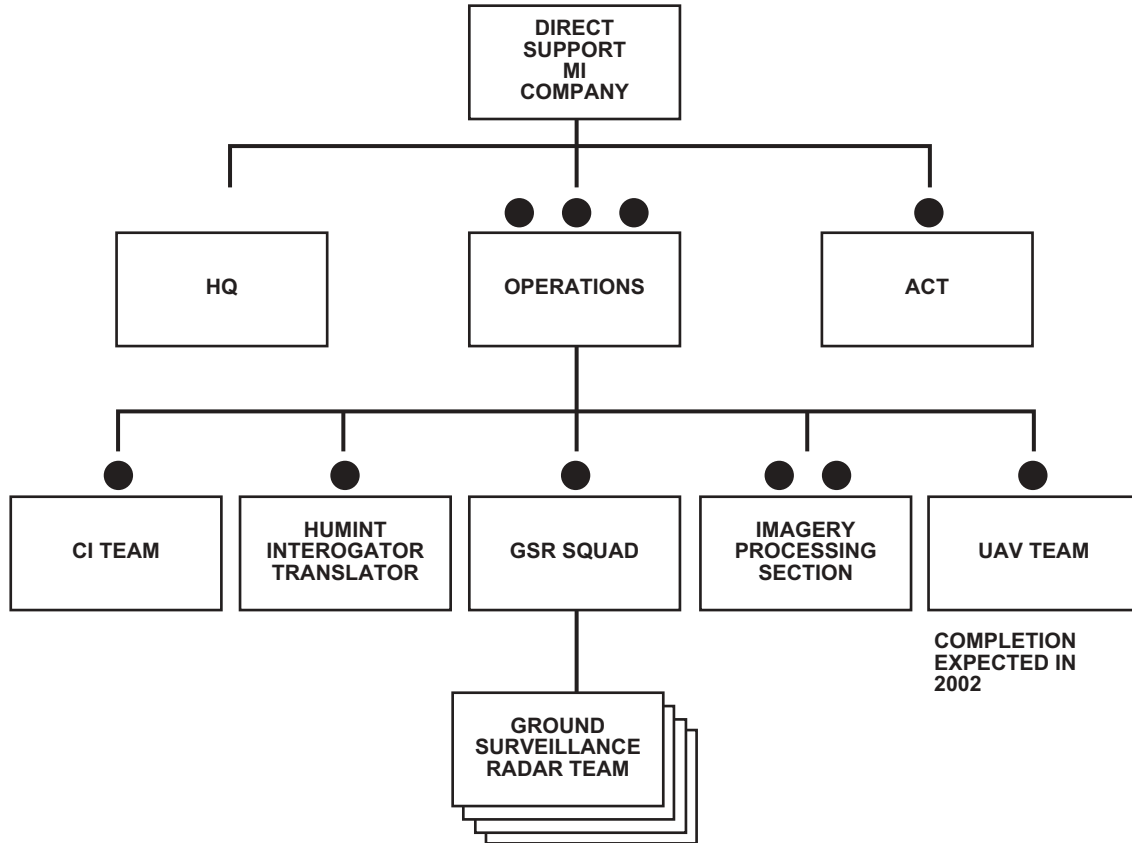 DIRECT
SUPPORT
MI
COMPANY
HQ
OPERATIONS
ACT
CI TEAM
HUMINT
INTEROGATOR
TRANSLATOR
GSR SQUAD
IMAGERY
PROCESSING
SECTION
UAV TEAM
COMPLETION
EXPECTED IN
2002
GROUND
SURVEILLANCE
RADAR TEAM